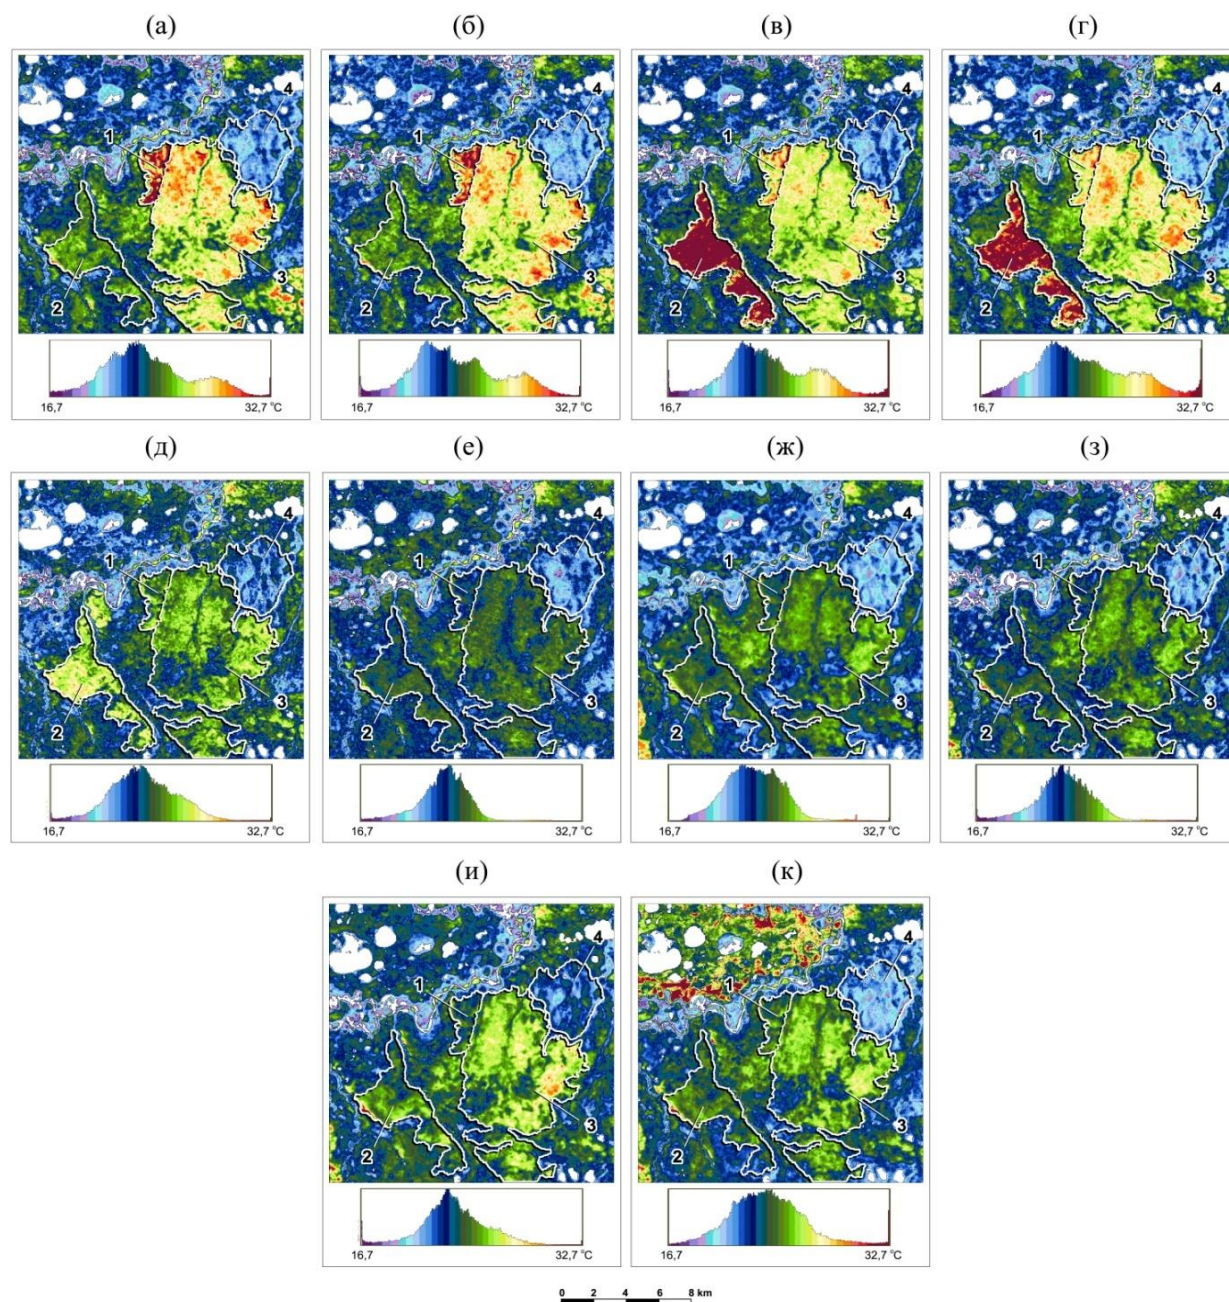 (а) (б) (в) (г)
4 4 4 4
1 1 1 1
2 3 2 3 2 3 2 3
16,7 32,7 °C 16,7 32,7 °C 16,7 32,7 °C 16,7 32,7 °C
(д) (е) (ж) (з)
4 4 4 4
1 1 1 1
2 3 2 3 2 3 2 3
16,7 32,7 °C 16,7 32,7 °C 16,7 32,7 °C 16,7 32,7 °C
(и) (к)
4 4
1 1
2 3 2 3
16,7 32,7 °C 16,7 32,7 °C
0 2 4 6 8 km